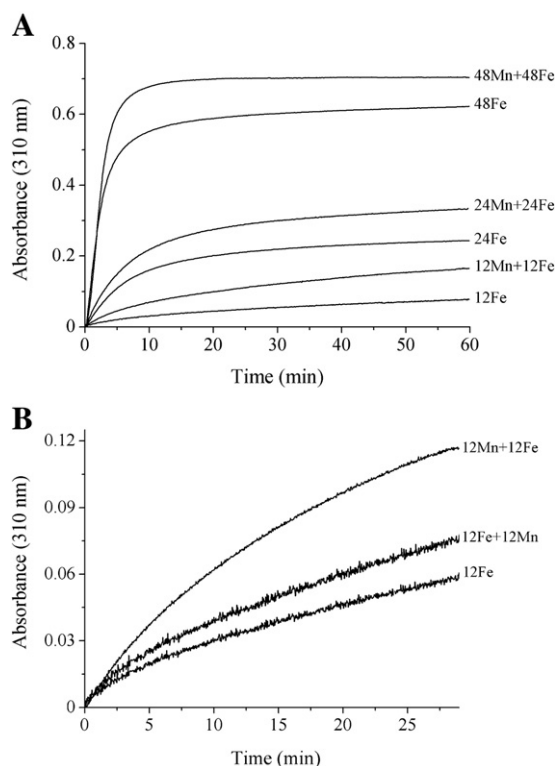 A
0.8
0.6
0.4
0.2
0
Absorbance (310 nm)
48Mn+48Fe
48Fe
24Mn+24Fe
24Fe
12Mn+12Fe
12Fe
0 10 20 30 40 50 60
Time (min)
B
0.12
0.09
0.06
0.03
0
Absorbance (310 nm)
12Mn+12Fe
12Fe+12Mn
12Fe
0 5 10 15 20 25
Time (min)